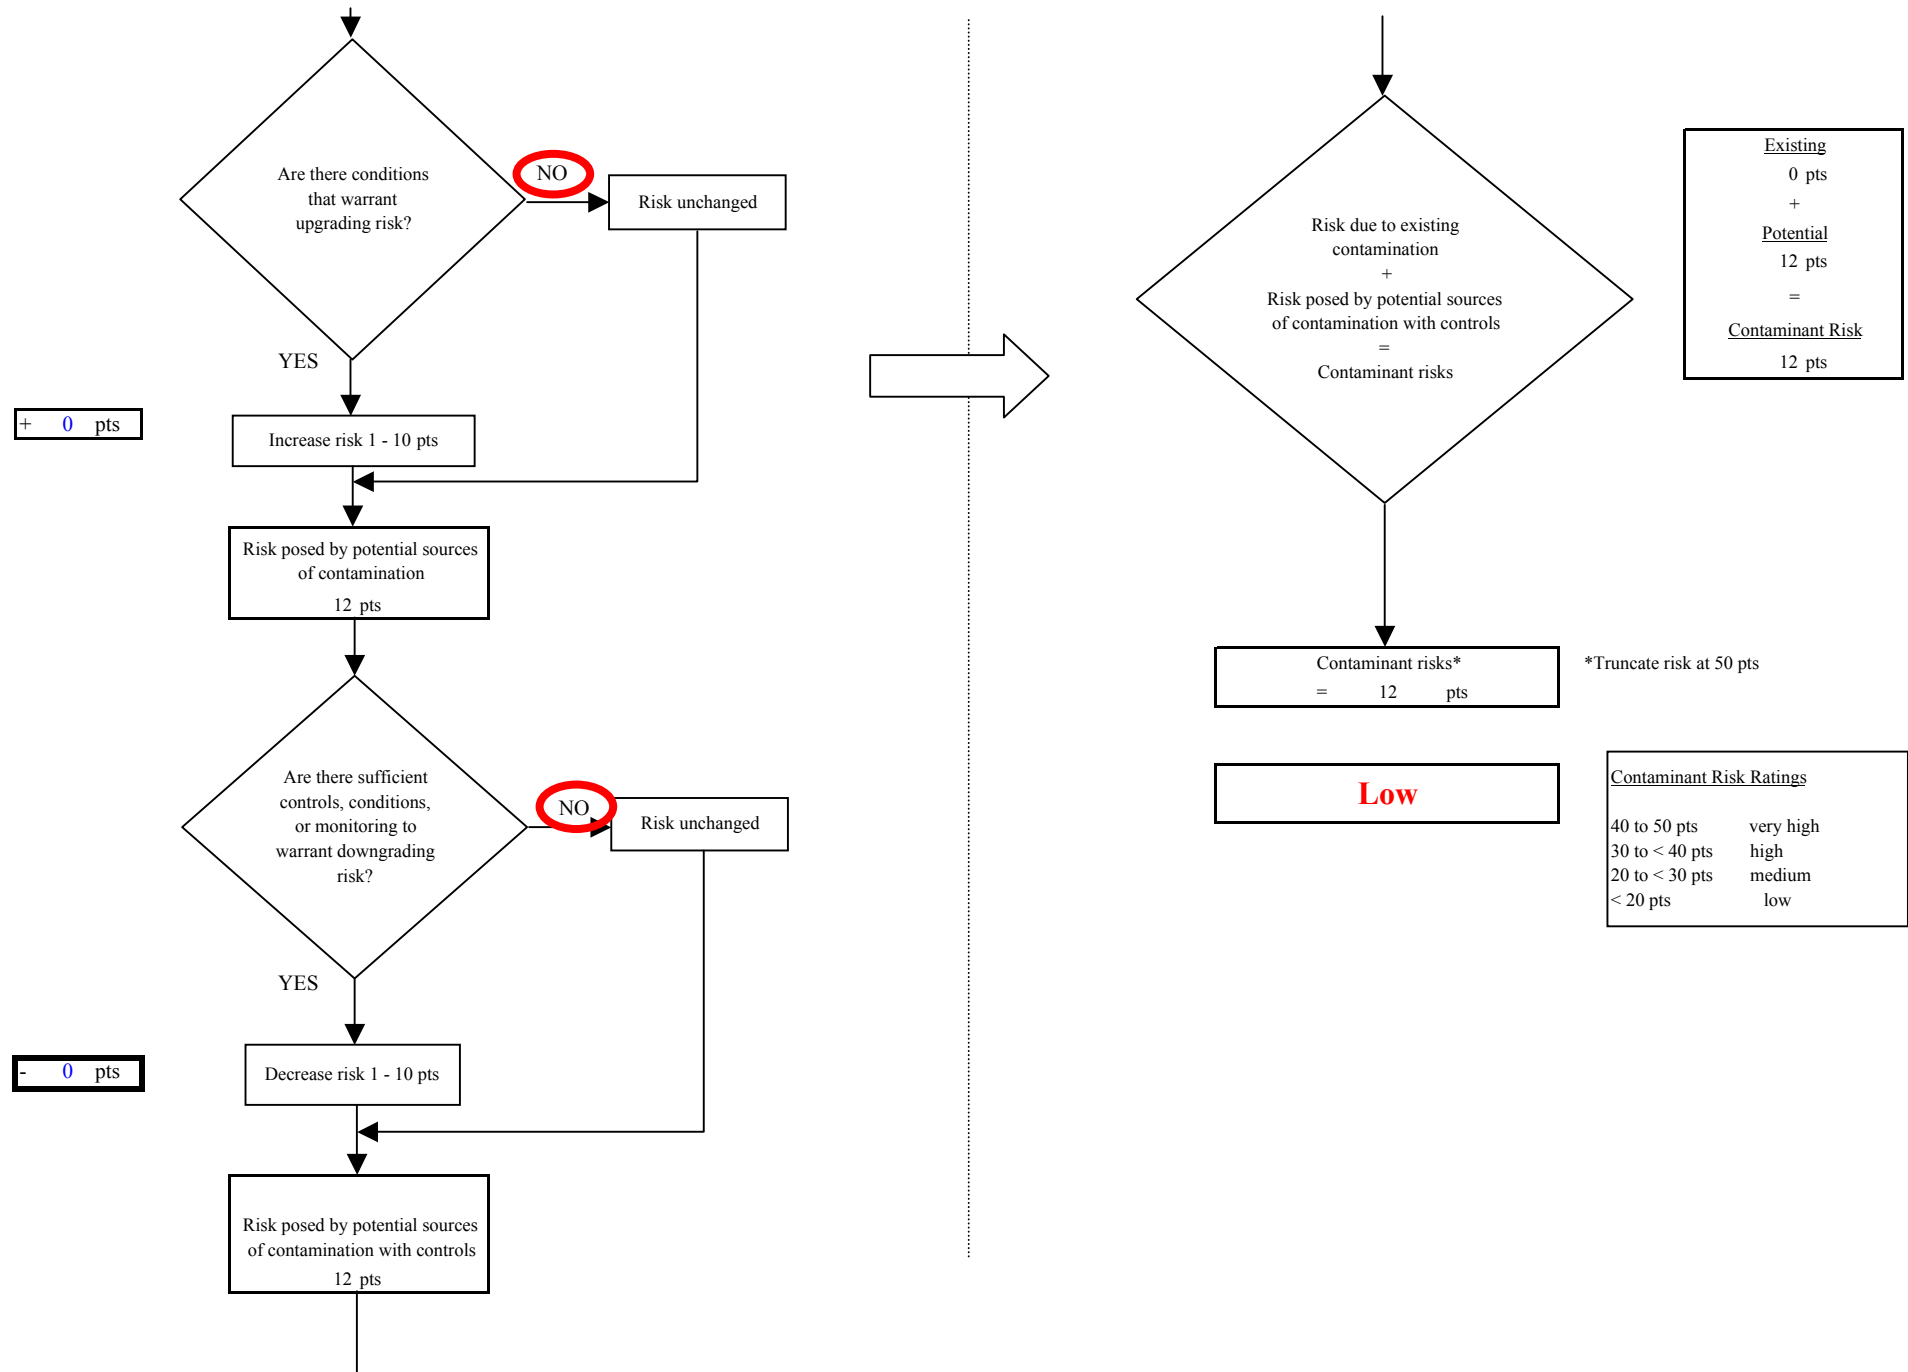 Are there conditions
that warrant
upgrading risk?
NO
Risk unchanged
YES
+ 0 pts
Increase risk 1 - 10 pts
Risk posed by potential sources
of contamination
12 pts
Are there sufficient
controls, conditions,
or monitoring to
warrant downgrading
risk?
NO
Risk unchanged
YES
- 0 pts
Decrease risk 1 - 10 pts
Risk posed by potential sources
of contamination with controls
12 pts
Risk due to existing
contamination
+
Risk posed by potential sources
of contamination with controls
=
Contaminant risks
Existing
0 pts
+
Potential
12 pts
=
Contaminant Risk
12 pts
Contaminant risks*
= 12 pts
*Truncate risk at 50 pts
Low
Contaminant Risk Ratings
40 to 50 pts very high
30 to < 40 pts high
20 to < 30 pts medium
< 20 pts low